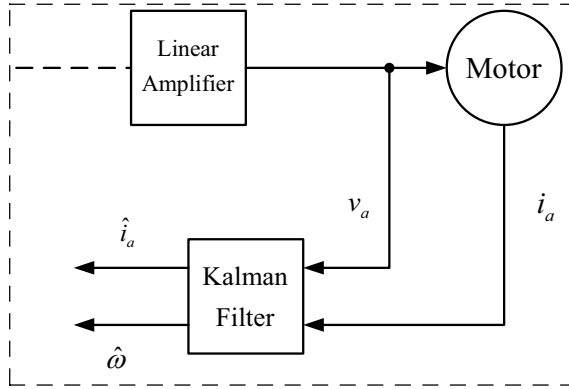 Linear
Amplifier
Motor
v_a
i_a
î_a
Kalman
Filter
ω̂